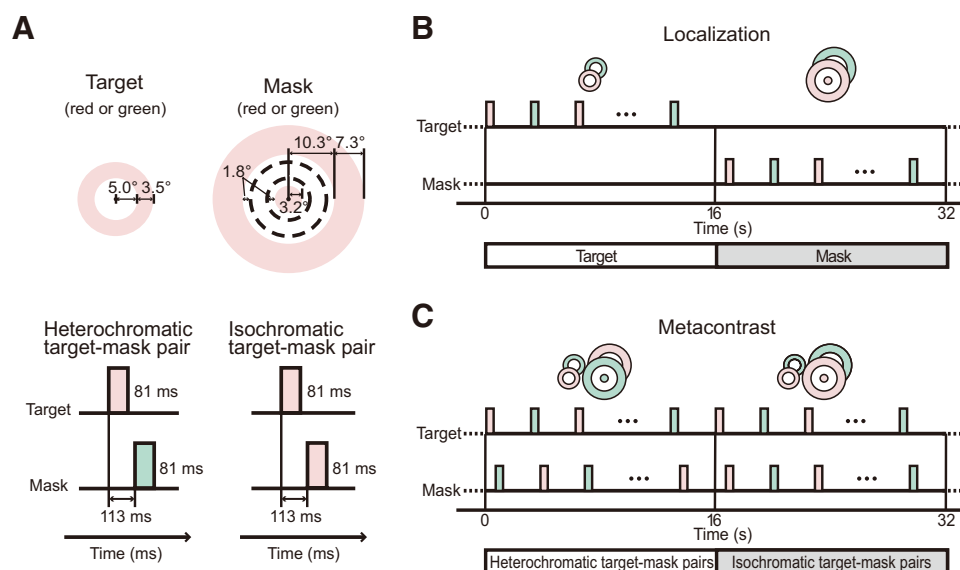 A
Target
(red or green)
Mask
(red or green)
5.0° 3.5°
10.3° 7.3°
1.8°
3.2°
Heterochromatic
target-mask pair
Isochromatic
target-mask pair
Target
81 ms
81 ms
Mask
81 ms
81 ms
113 ms
113 ms
Time (ms)
Time (ms)
B
Localization
Target
...
Mask
...
0
16
32
Time (s)
Target
Mask
C
Metacontrast
Target
...
...
Mask
...
...
0
16
32
Time (s)
Heterochromatic target-mask pairs
Isochromatic target-mask pairs